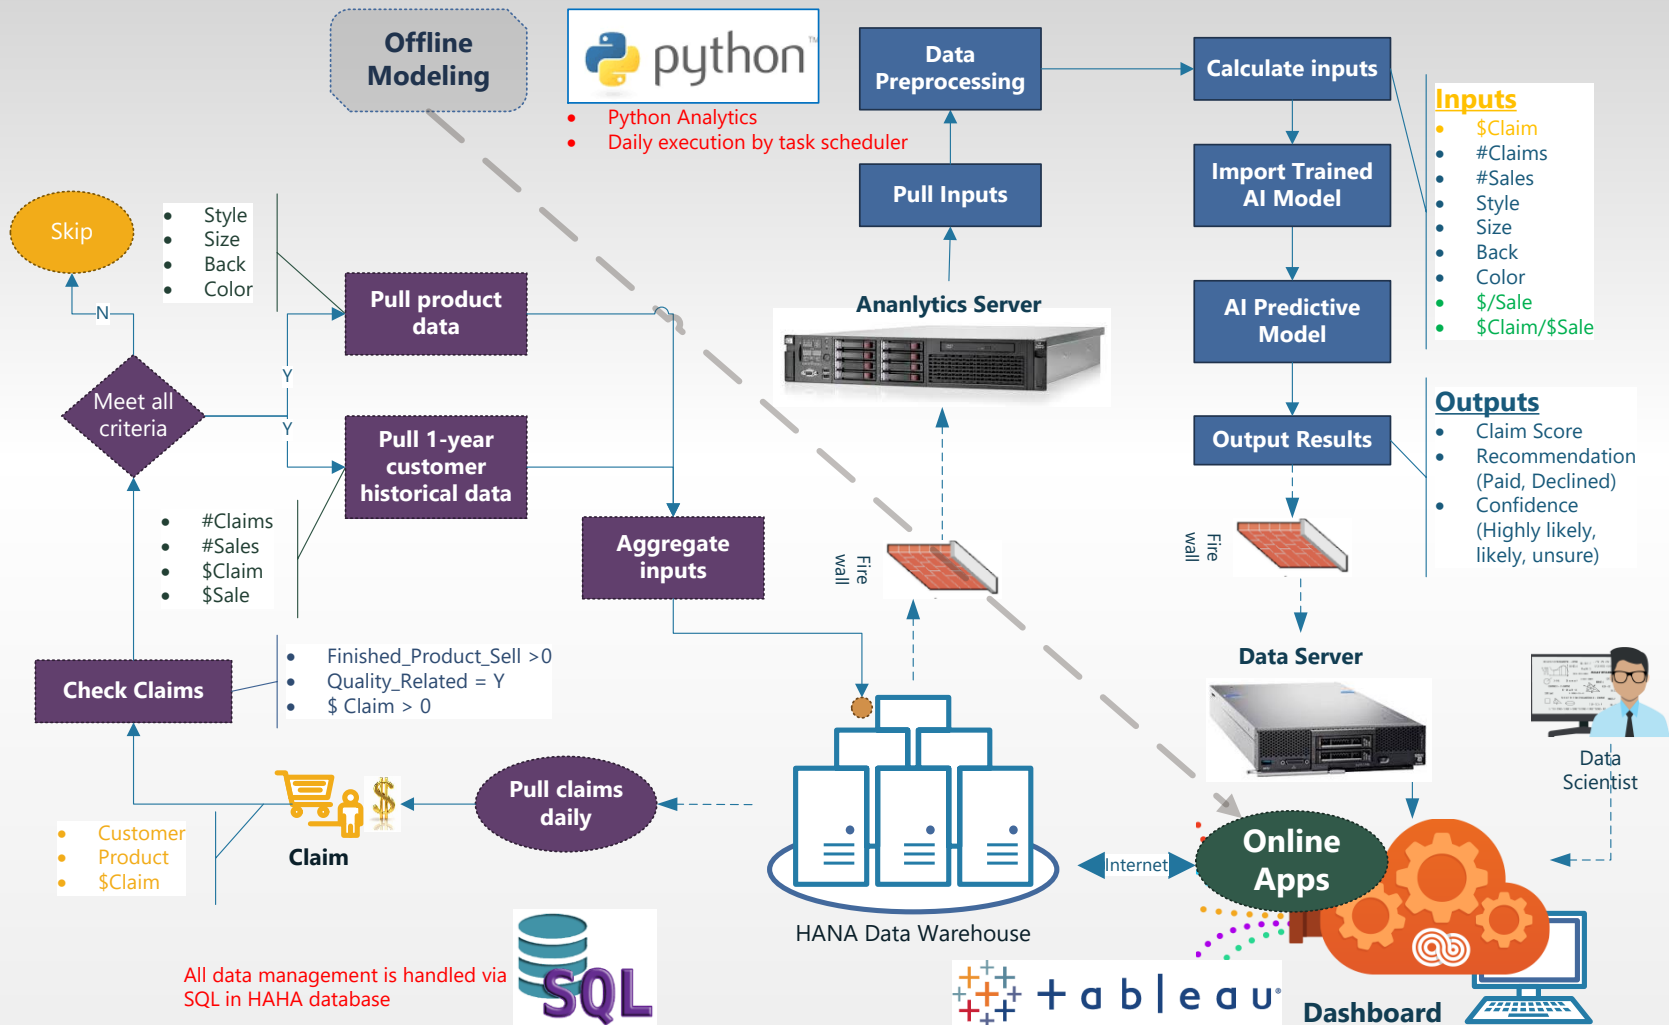 Offline
Modeling
python
TM
• Python Analytics
• Daily execution by task scheduler
Data
Preprocessing
Calculate inputs
Inputs
• $Claim
• #Claims
• #Sales
• Style
• Size
• Back
• Color
• $/Sale
• $Claim/$Sale
Pull Inputs
Import Trained
AI Model
Skip
• Style
• Size
• Back
• Color
N
Pull product
data
Ananlytics Server
AI Predictive
Model
Y
Meet all
criteria
Y
Pull 1-year
customer
historical data
Output Results
Outputs
• Claim Score
• Recommendation
(Paid, Declined)
• Confidence
(Highly likely,
likely, unsure)
• #Claims
• #Sales
• $Claim
• $Sale
Aggregate
inputs
Fire
wall
Fire
wall
Check Claims
• Finished_Product_Sell >0
• Quality_Related = Y
• $ Claim > 0
Data Server
Data
Scientist
Pull claims
daily
Claim
• Customer
• Product
• $Claim
Internet
Online
Apps
HANA Data Warehouse
All data management is handled via
SQL in HAHA database
SQL
+ableau
Dashboard